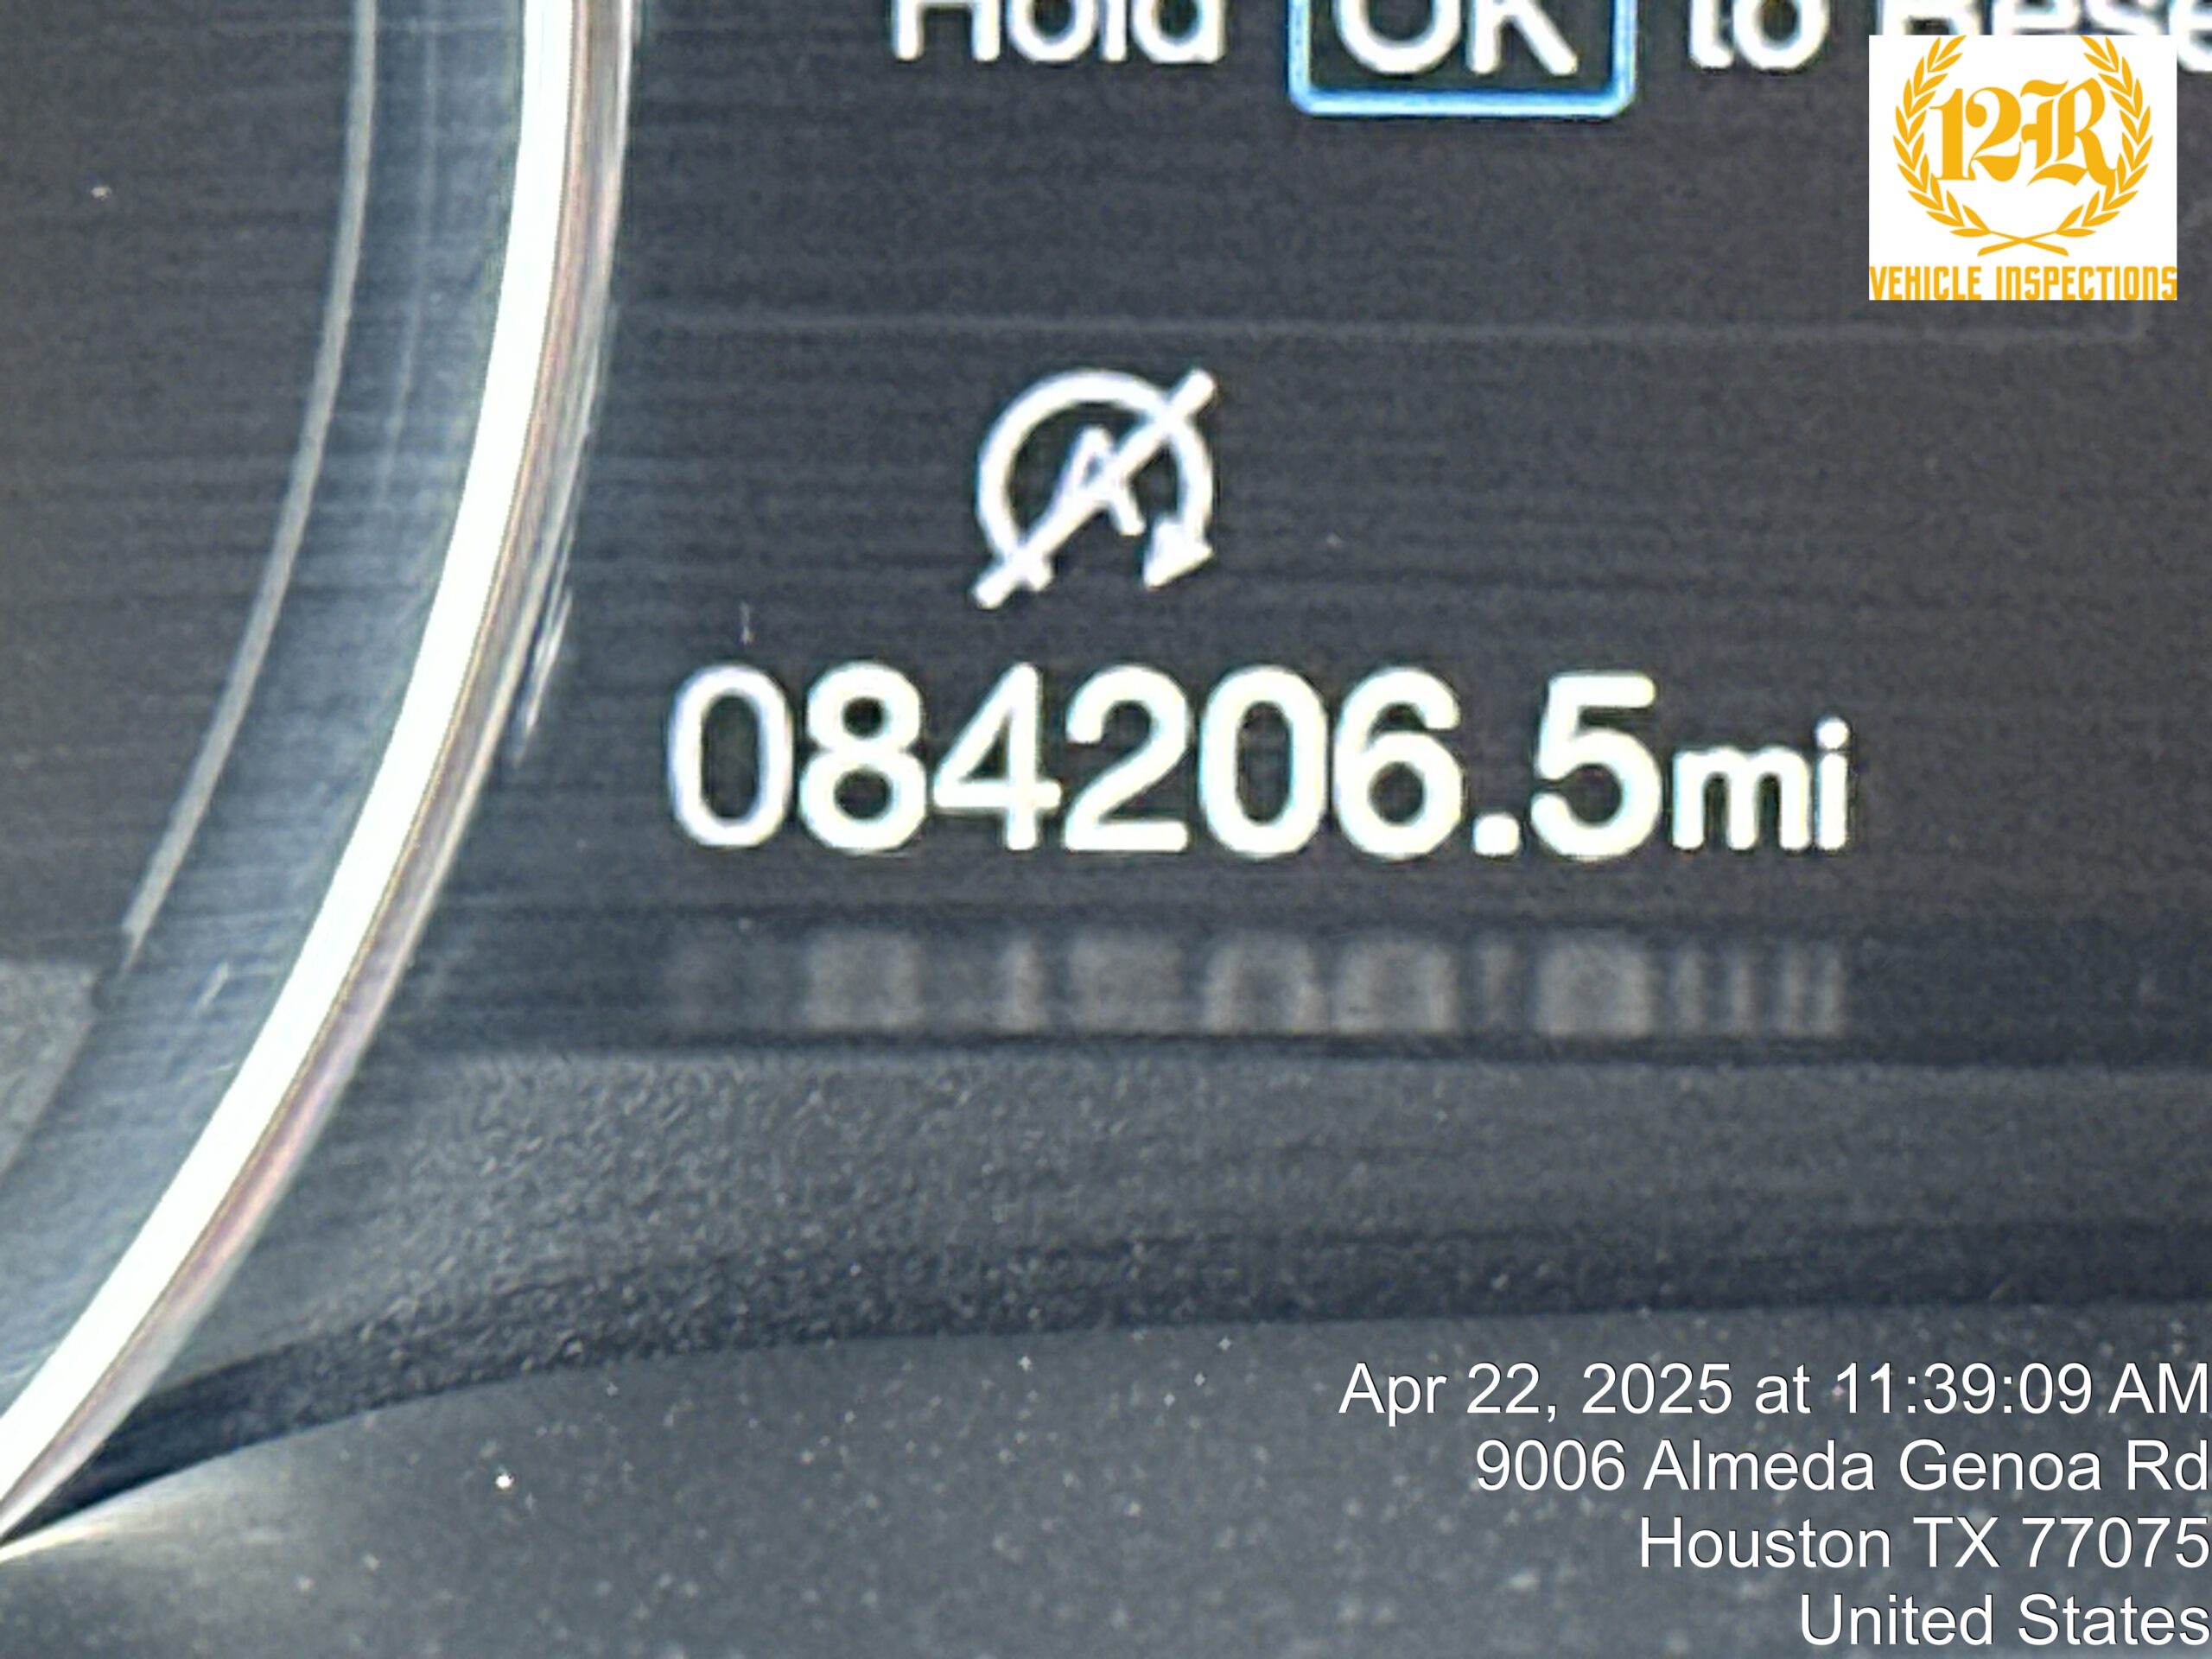 Hold OK to Rese
12R
VEHICLE INSPECTIONS
A
084206.5mi
Apr 22, 2025 at 11:39:09 AM
9006 Almeda Genoa Rd
Houston TX 77075
United States